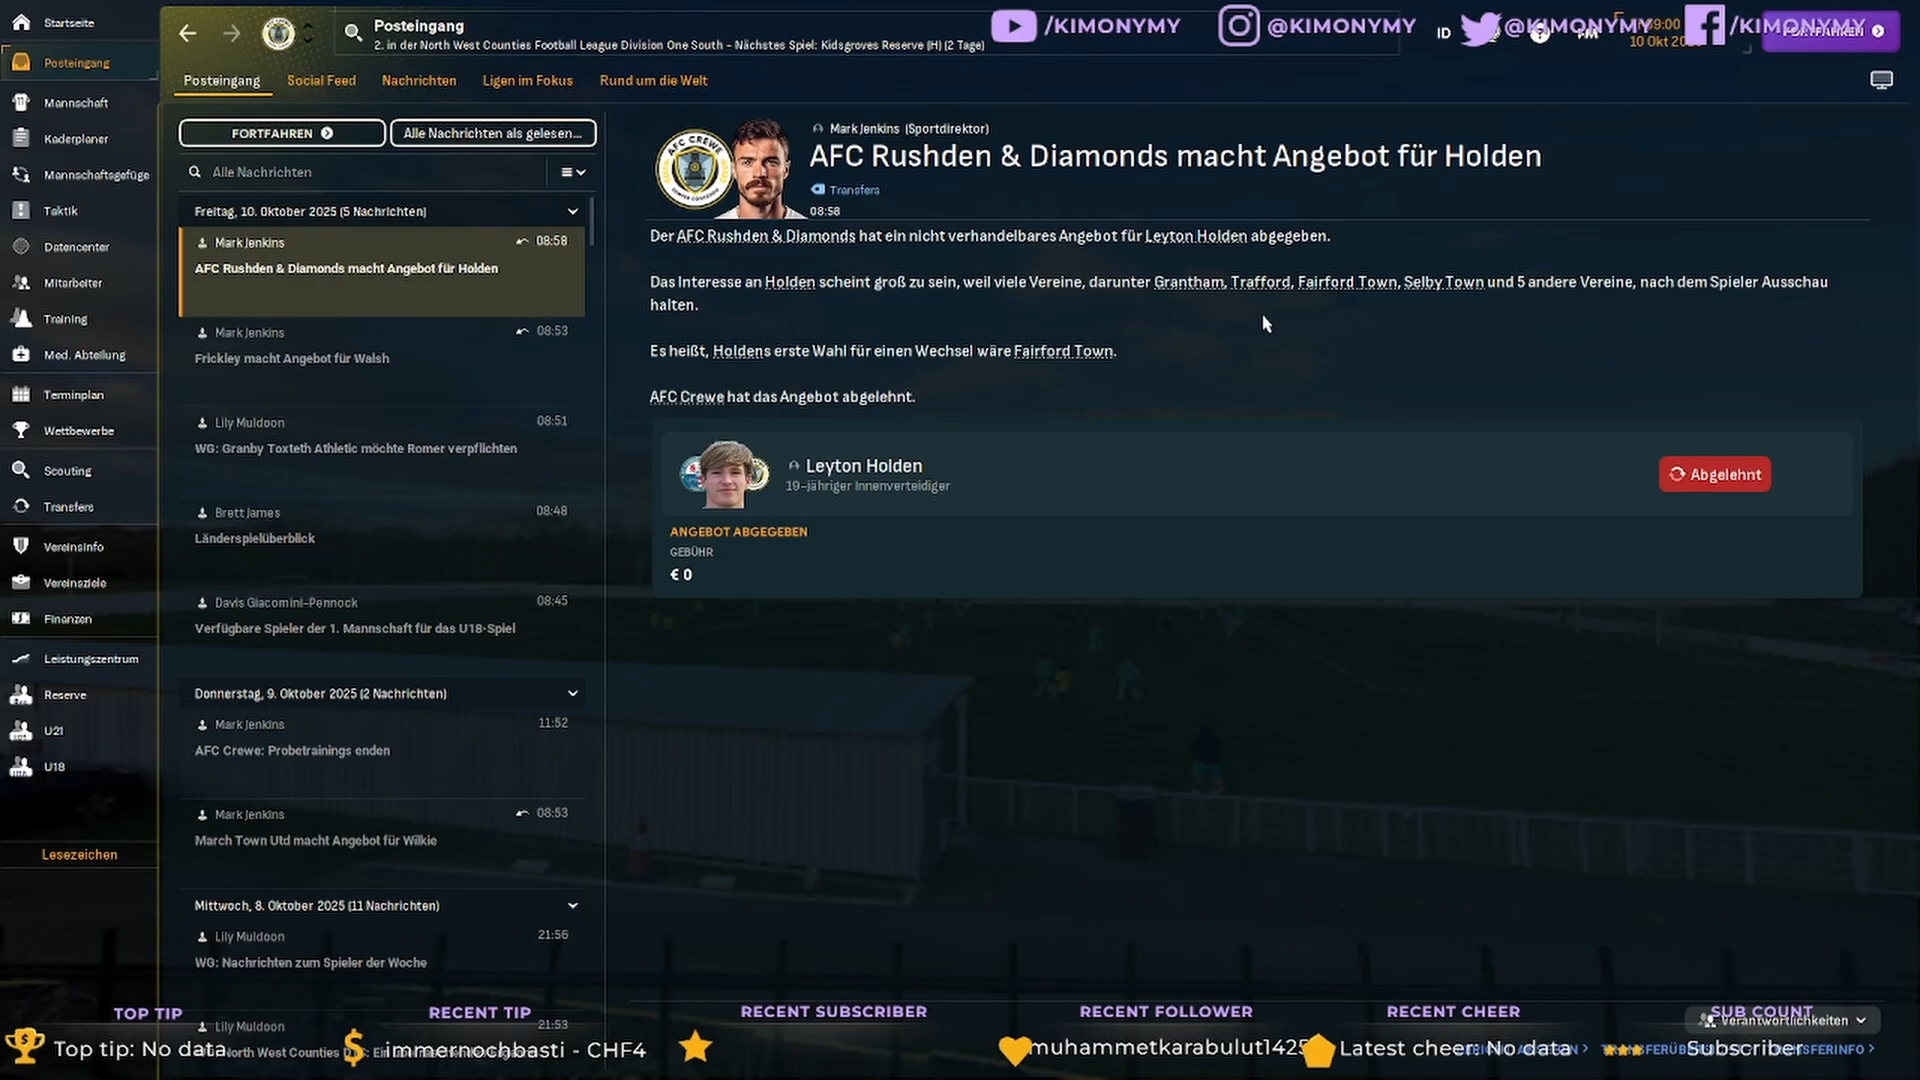 Startseite
Posteingang
Mannschaft
Kaderplaner
Mannschaftsgefüge
Taktik
Datencenter
Mitarbeiter
Training
Med. Abteilung
Terminplan
Wettbewerbe
Scouting
Transfers
Vereinsinfo
Vereinsziele
Finanzen
Leistungszentrum
Reserve
U21
U18
Lesezeichen
Posteingang
2. in der North West Counties Football League Division One South - Nächstes Spiel: Kidsgroves Reserve (H) (2 Tage)
/KIMONYMY
@KIMONYMY
ID
@KIMONYMY
/KIMONYMY
09:00
10 Okt
Posteingang Social Feed Nachrichten Ligen im Fokus Rund um die Welt
FORTFAHREN
Alle Nachrichten als gelesen...
Alle Nachrichten
Freitag, 10. Oktober 2025 (5 Nachrichten)
Mark Jenkins 08:58
AFC Rushden & Diamonds macht Angebot für Holden
Mark Jenkins 08:53
Frickley macht Angebot für Walsh
Lily Muldoon 08:51
WG: Granby Toxteth Athletic möchte Romer verpflichten
Brett James 08:48
Länderspielüberblick
Davis Giacomini-Pennock 08:45
Verfügbare Spieler der 1. Mannschaft für das U18-Spiel
Donnerstag, 9. Oktober 2025 (2 Nachrichten)
Mark Jenkins 11:52
AFC Crewe: Probetrainings enden
Mark Jenkins 08:53
March Town Utd macht Angebot für Wilkie
Mittwoch, 8. Oktober 2025 (11 Nachrichten)
Lily Muldoon 21:56
WG: Nachrichten zum Spieler der Woche
Lily Muldoon 21:53
North West Counties
AFC CREWE
Mark Jenkins (Sportdirektor)
AFC Rushden & Diamonds macht Angebot für Holden
Transfers
08:58
Der AFC Rushden & Diamonds hat ein nicht verhandelbares Angebot für Leyton Holden abgegeben.
Das Interesse an Holden scheint groß zu sein, weil viele Vereine, darunter Grantham, Trafford, Fairford Town, Selby Town und 5 andere Vereine, nach dem Spieler Ausschau
halten.
Es heißt, Holdens erste Wahl für einen Wechsel wäre Fairford Town.
AFC Crewe hat das Angebot abgelehnt.
Leyton Holden
19-jähriger Innenverteidiger
Abgelehnt
ANGEBOT ABGEGEBEN
GEBÜHR
€ 0
Verantwortlichkeiten
TOP TIP
Top tip: No data
RECENT TIP
immernochbasti - CHF4
RECENT SUBSCRIBER
RECENT FOLLOWER
muhammetkarabulut1425
RECENT CHEER
Latest cheer: No data
SUB COUNT
Subscriber